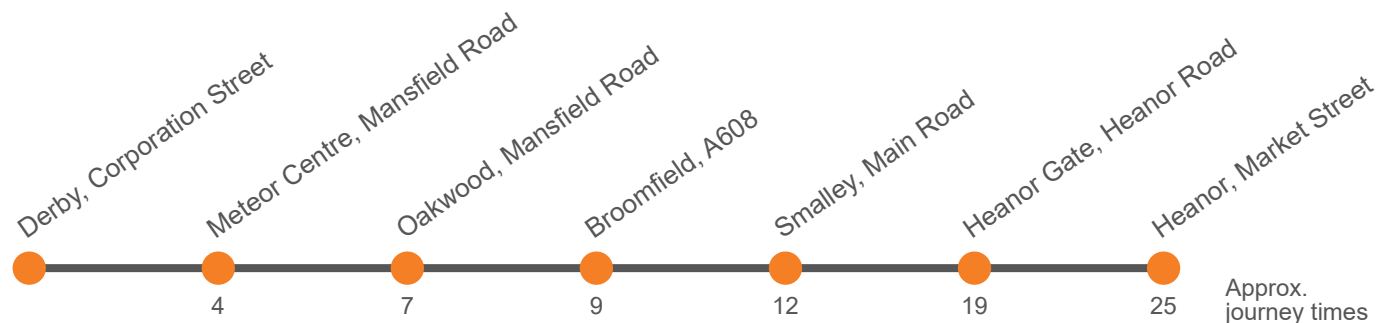 Derby, Corporation Street
Meteor Centre, Mansfield Road
Oakwood, Mansfield Road
Broomfield, A608
Smalley, Main Road
Heanor Gate, Heanor Road
Heanor, Market Street
4
7
9
12
19
25
Approx.
journey times